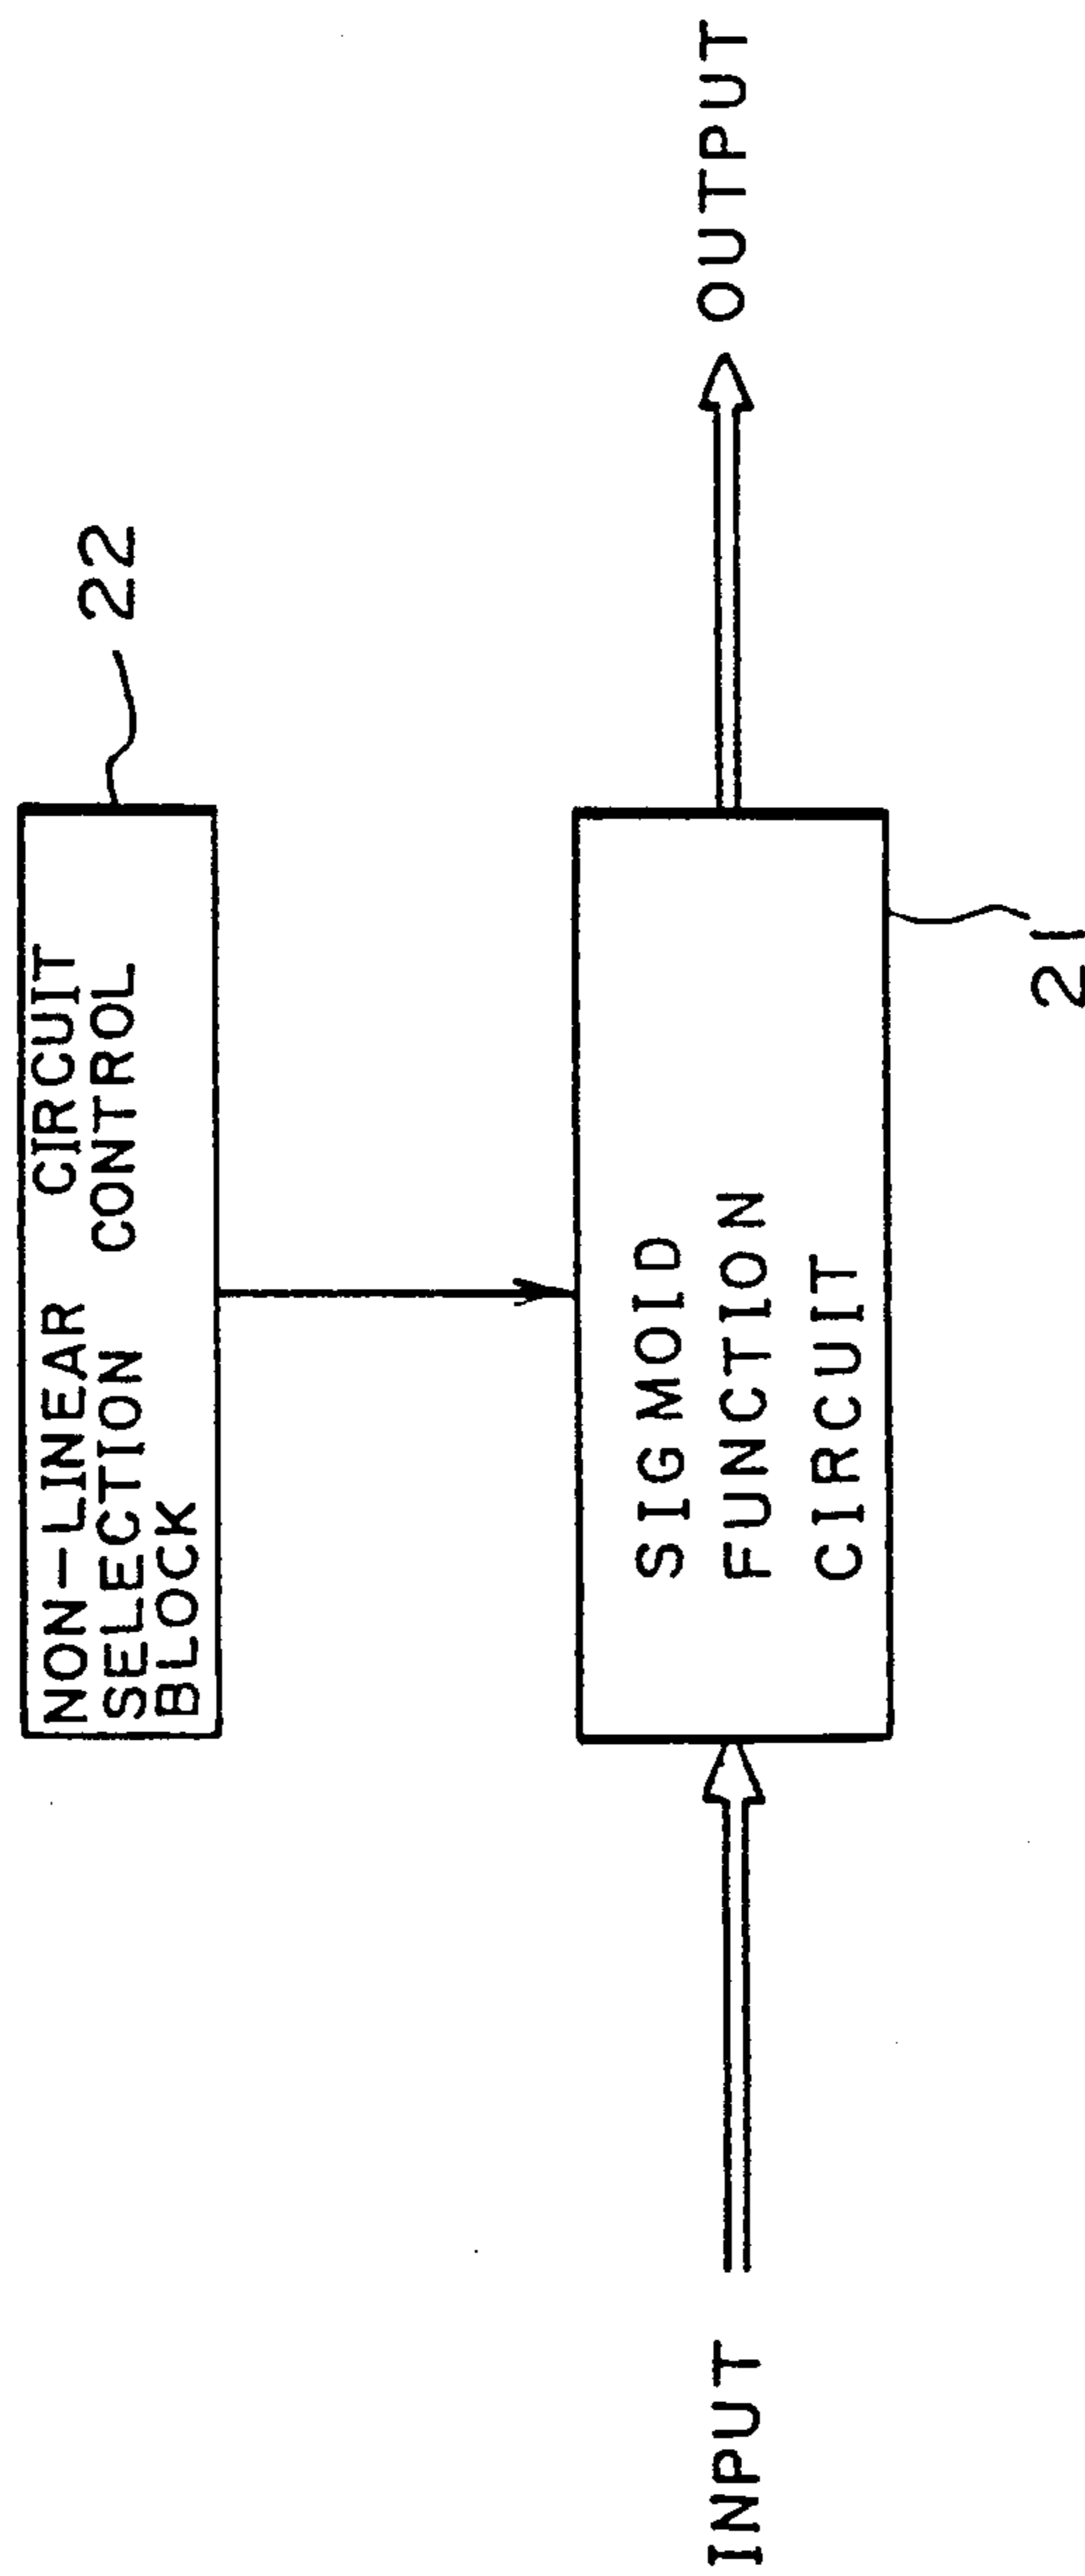 NON-LINEAR CIRCUIT
SELECTION CONTROL
BLOCK
22
INPUT
SIGMOID
FUNCTION
CIRCUIT
OUTPUT
21